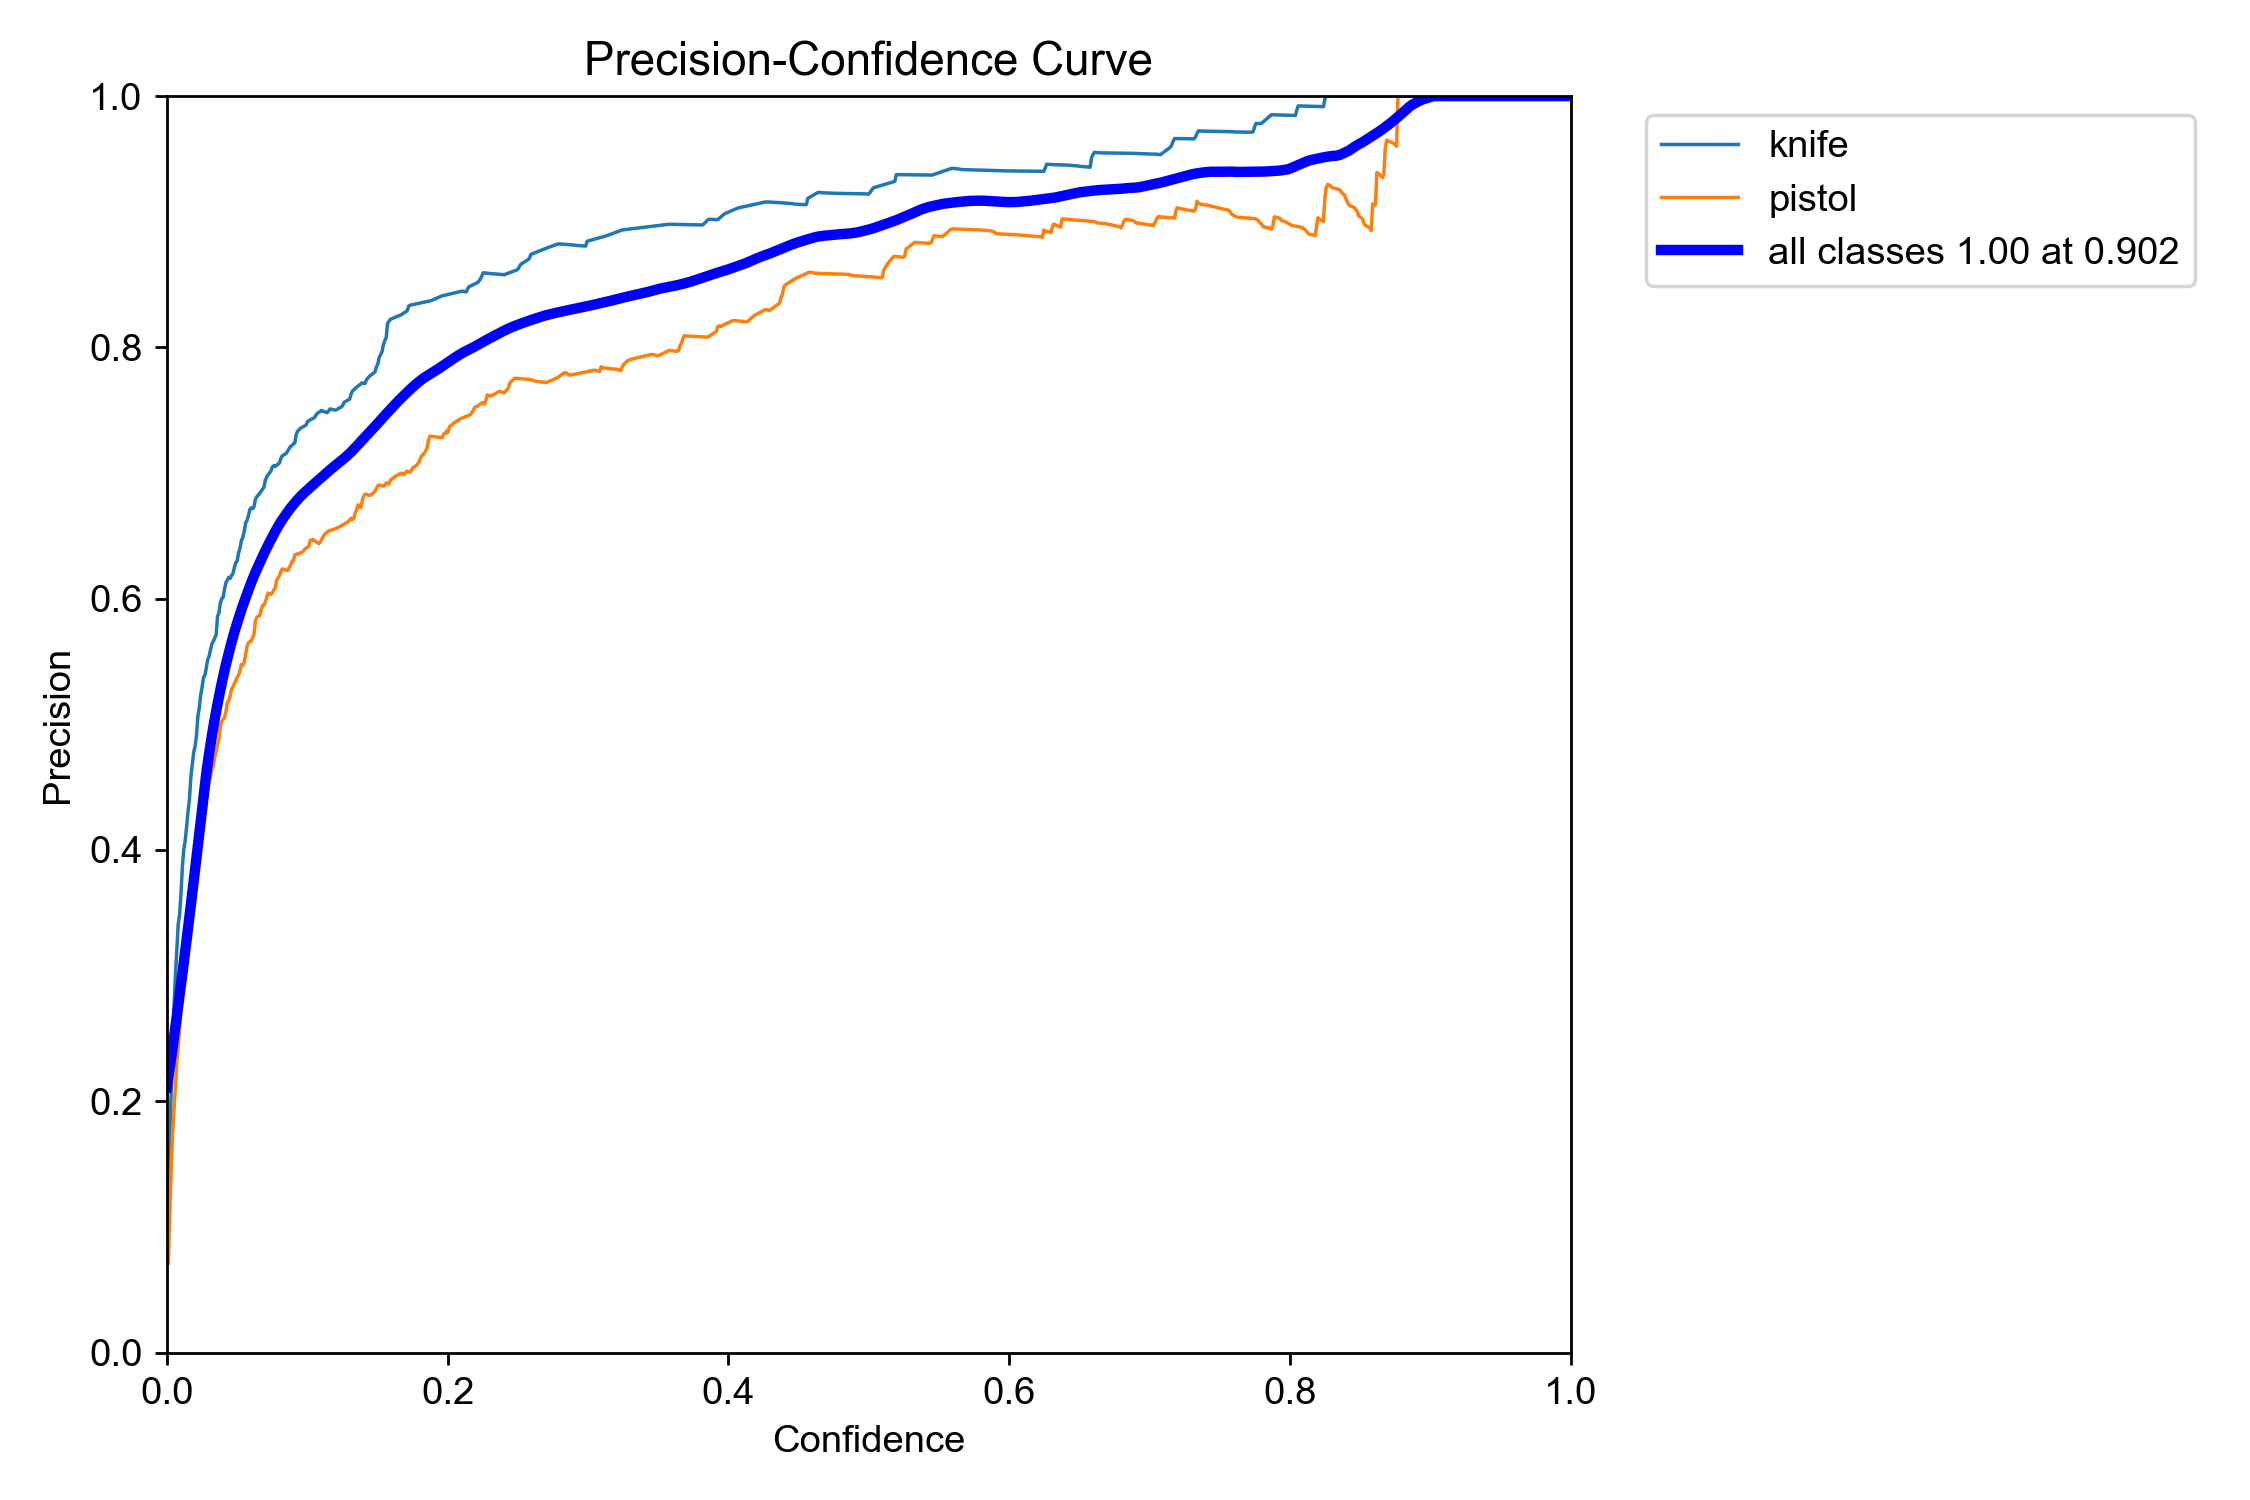 Precision-Confidence Curve
1.0
0.8
0.6
0.4
0.2
0.0
Precision
0.0 0.2 0.4 0.6 0.8 1.0
Confidence
knife
pistol
all classes 1.00 at 0.902